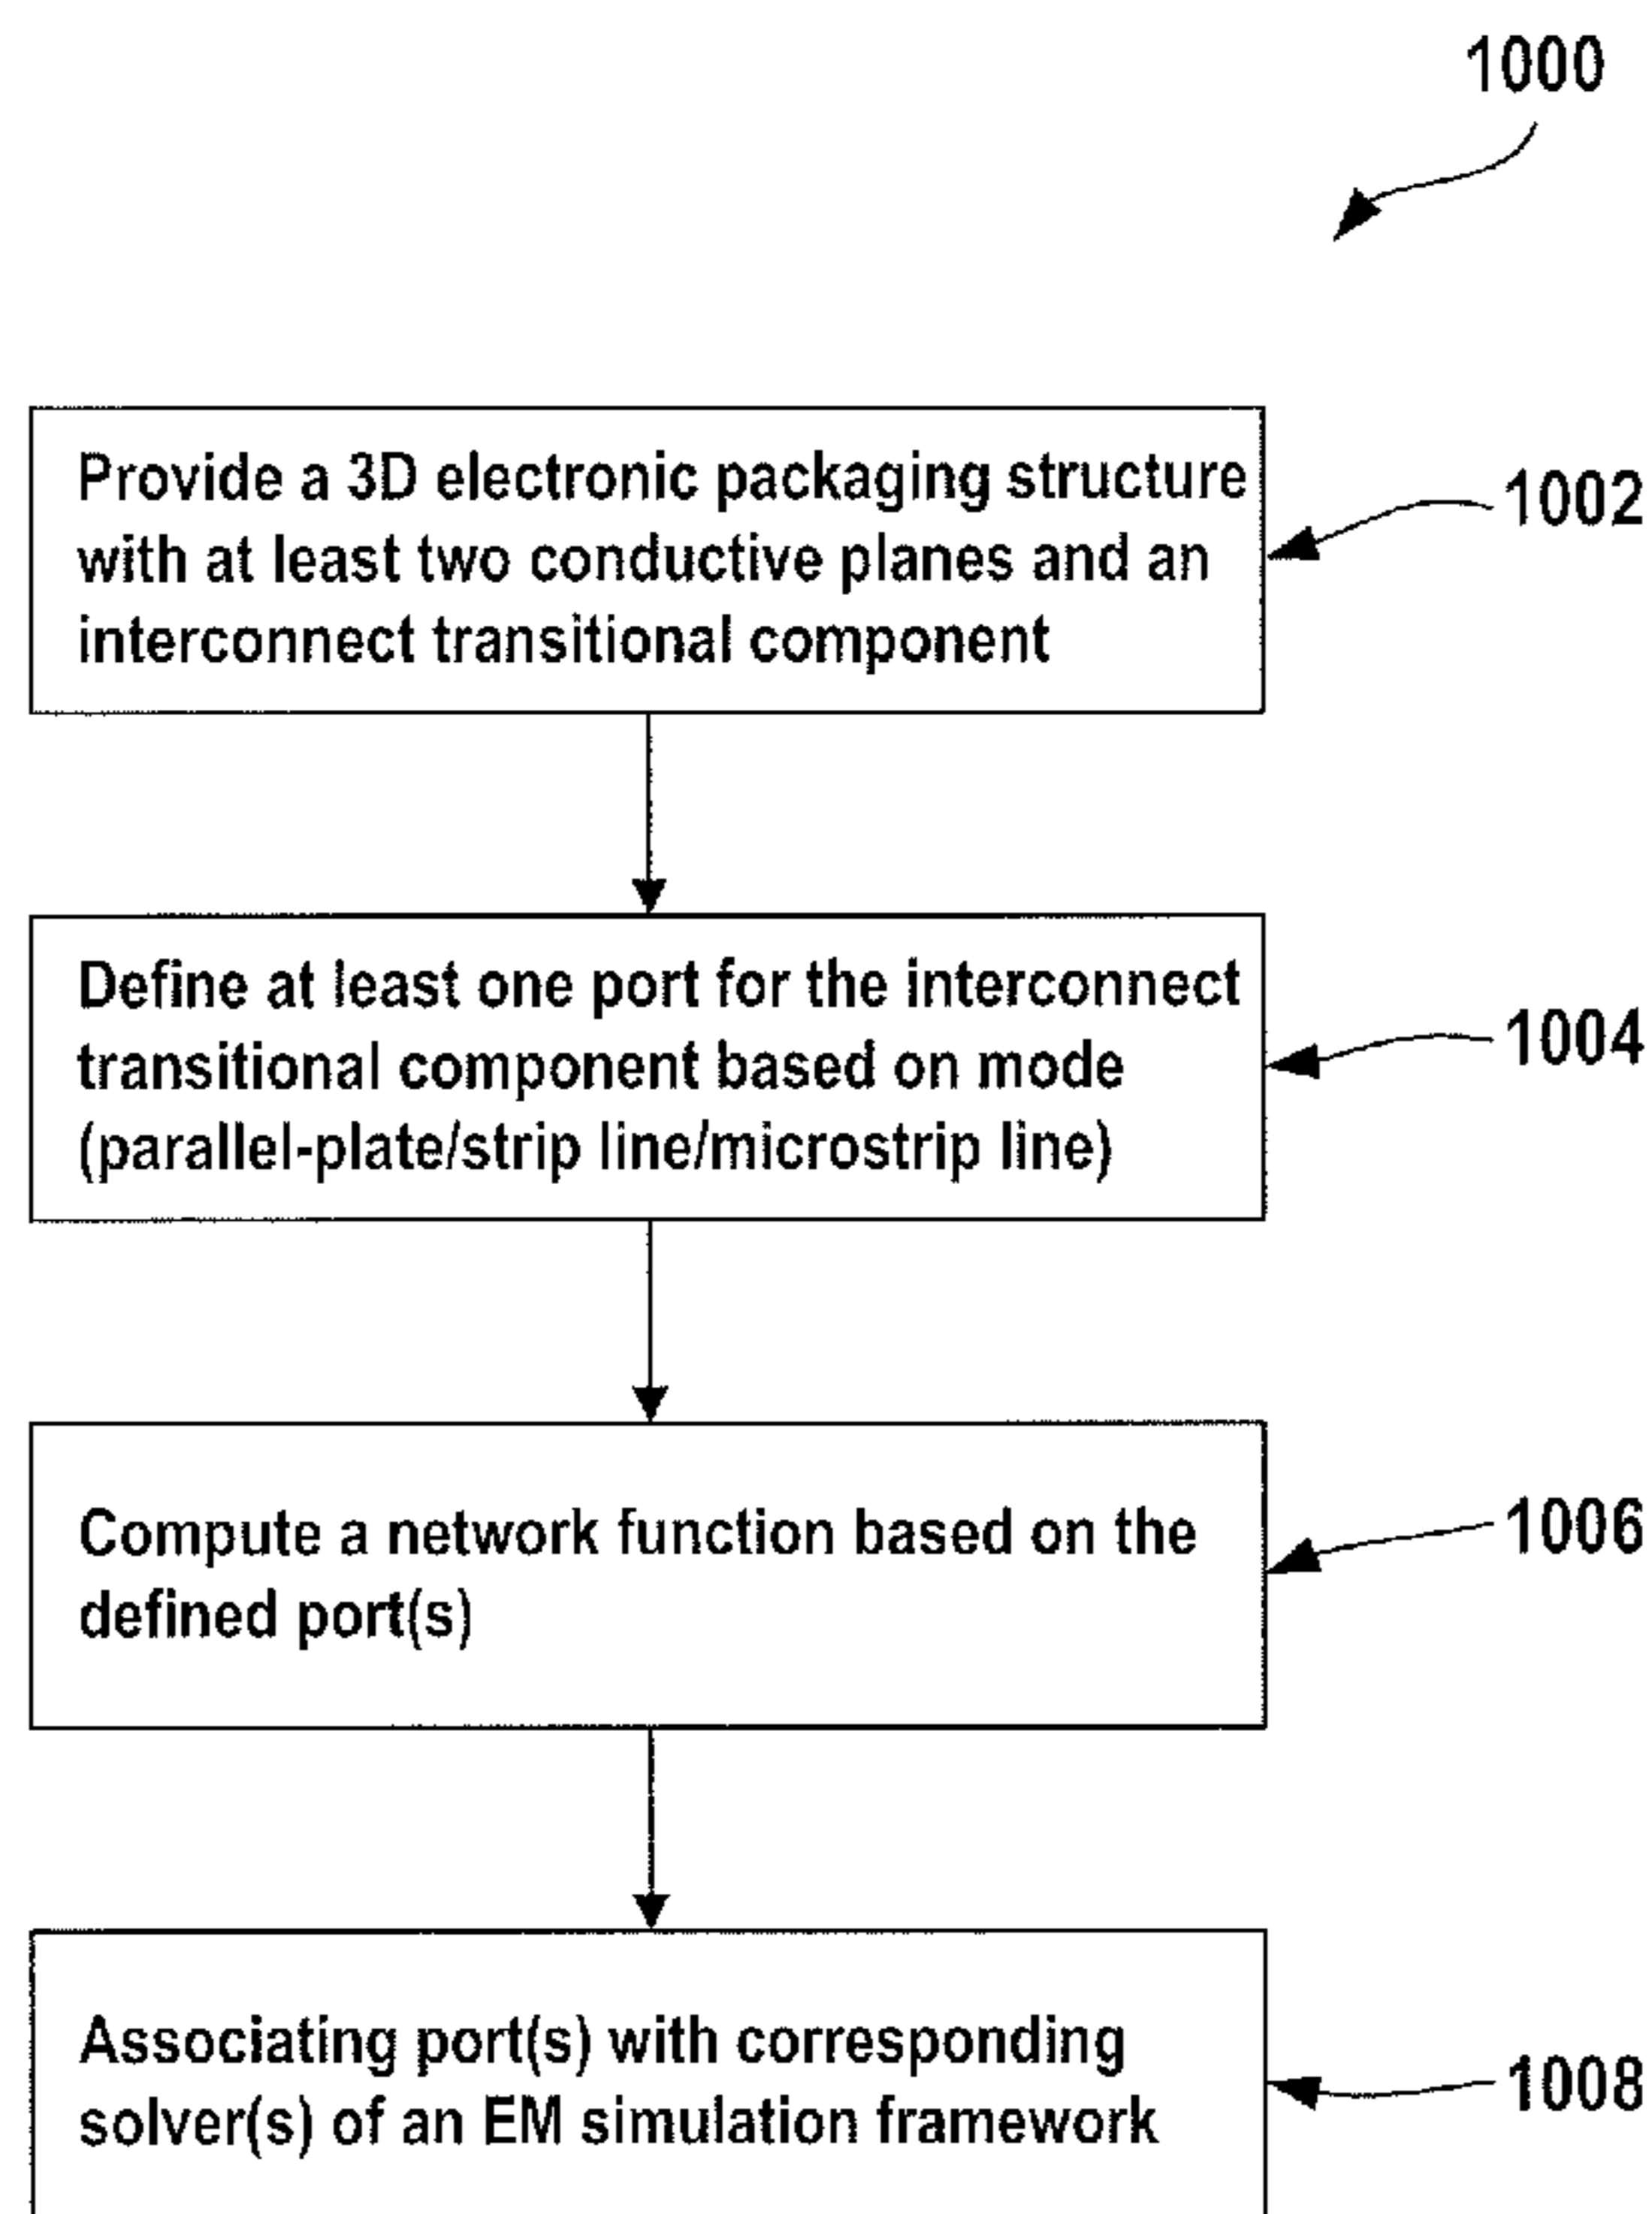 1000
Provide a 3D electronic packaging structure
with at least two conductive planes and an
interconnect transitional component
1002
Define at least one port for the interconnect
transitional component based on mode
(parallel-plate/strip line/microstrip line)
1004
Compute a network function based on the
defined port(s)
1006
Associating port(s) with corresponding
solver(s) of an EM simulation framework
1008